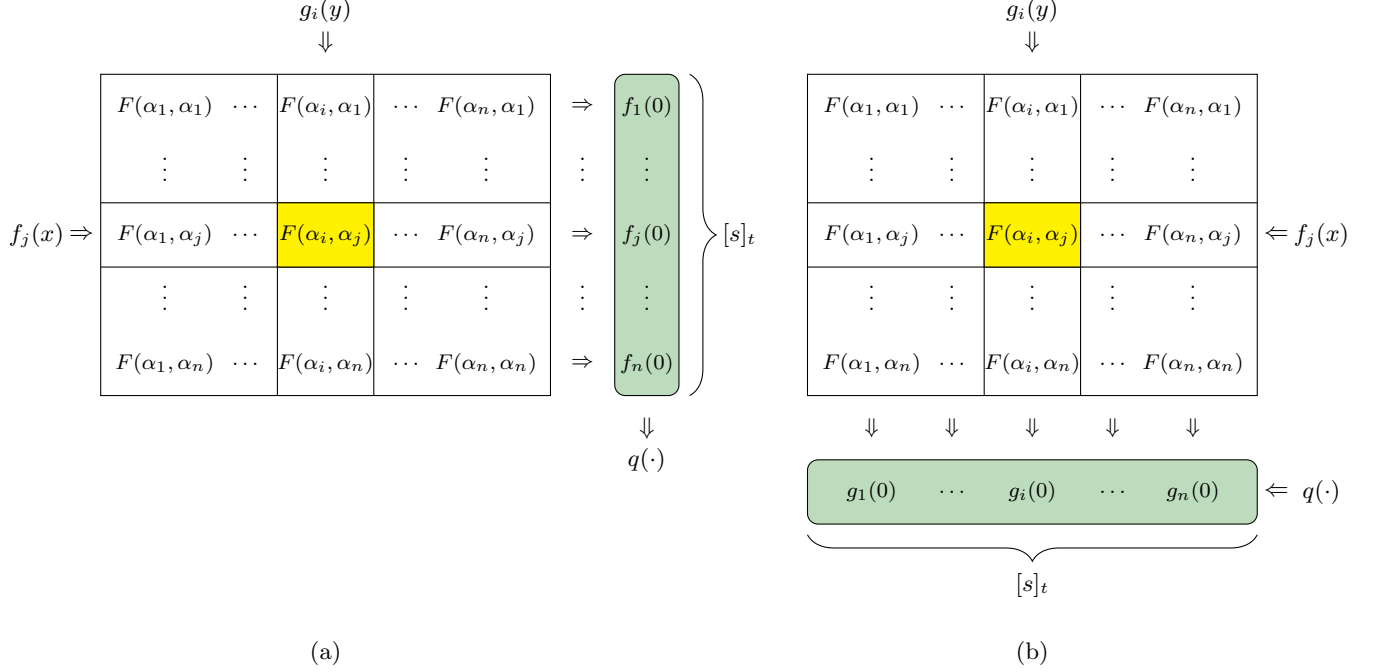 g_i(y)
⇓
F(α_1, α_1) ⋯ F(α_i, α_1) ⋯ F(α_n, α_1) ⇒ f_1(0)
⋮ ⋮ ⋮ ⋮ ⋮ ⋮ ⋮
f_j(x) ⇒ F(α_1, α_j) ⋯ F(α_i, α_j) ⋯ F(α_n, α_j) ⇒ f_j(0) [s]_t
⋮ ⋮ ⋮ ⋮ ⋮ ⋮ ⋮
F(α_1, α_n) ⋯ F(α_i, α_n) ⋯ F(α_n, α_n) ⇒ f_n(0)
⇓
q(·)
(a)
g_i(y)
⇓
F(α_1, α_1) ⋯ F(α_i, α_1) ⋯ F(α_n, α_1)
⋮ ⋮ ⋮ ⋮ ⋮
F(α_1, α_j) ⋯ F(α_i, α_j) ⋯ F(α_n, α_j) ⇐ f_j(x)
⋮ ⋮ ⋮ ⋮ ⋮
F(α_1, α_n) ⋯ F(α_i, α_n) ⋯ F(α_n, α_n)
⇓ ⇓ ⇓ ⇓ ⇓
g_1(0) ⋯ g_i(0) ⋯ g_n(0) ⇐ q(·)
[s]_t
(b)